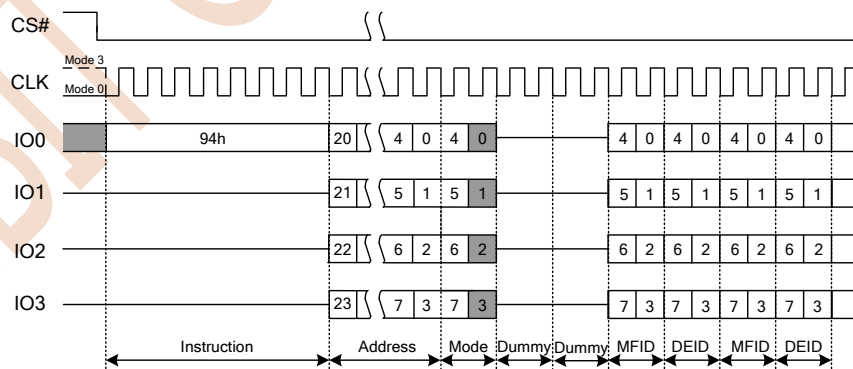 CS#
Mode 3
CLK
Mode 0
IO0 94h 20 4 0 4 0 4 0 4 0 4 0 4 0
IO1 21 5 1 5 1 5 1 5 1 5 1 5 1
IO2 22 6 2 6 2 6 2 6 2 6 2 6 2
IO3 23 7 3 7 3 7 3 7 3 7 3 7 3
Instruction Address Mode Dummy Dummy MFID DEID MFID DEID